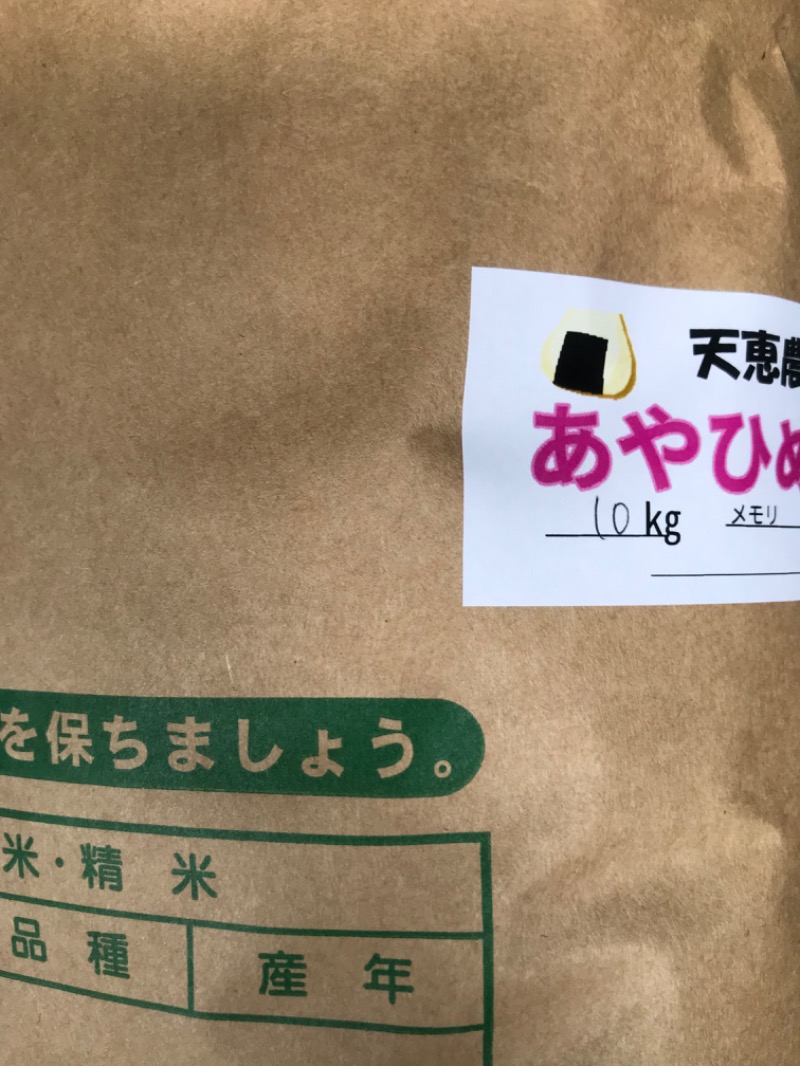 天恵農
あやひめ
10 kg メモリ
を保ちましょう。
米・精 米
品 種 産 年